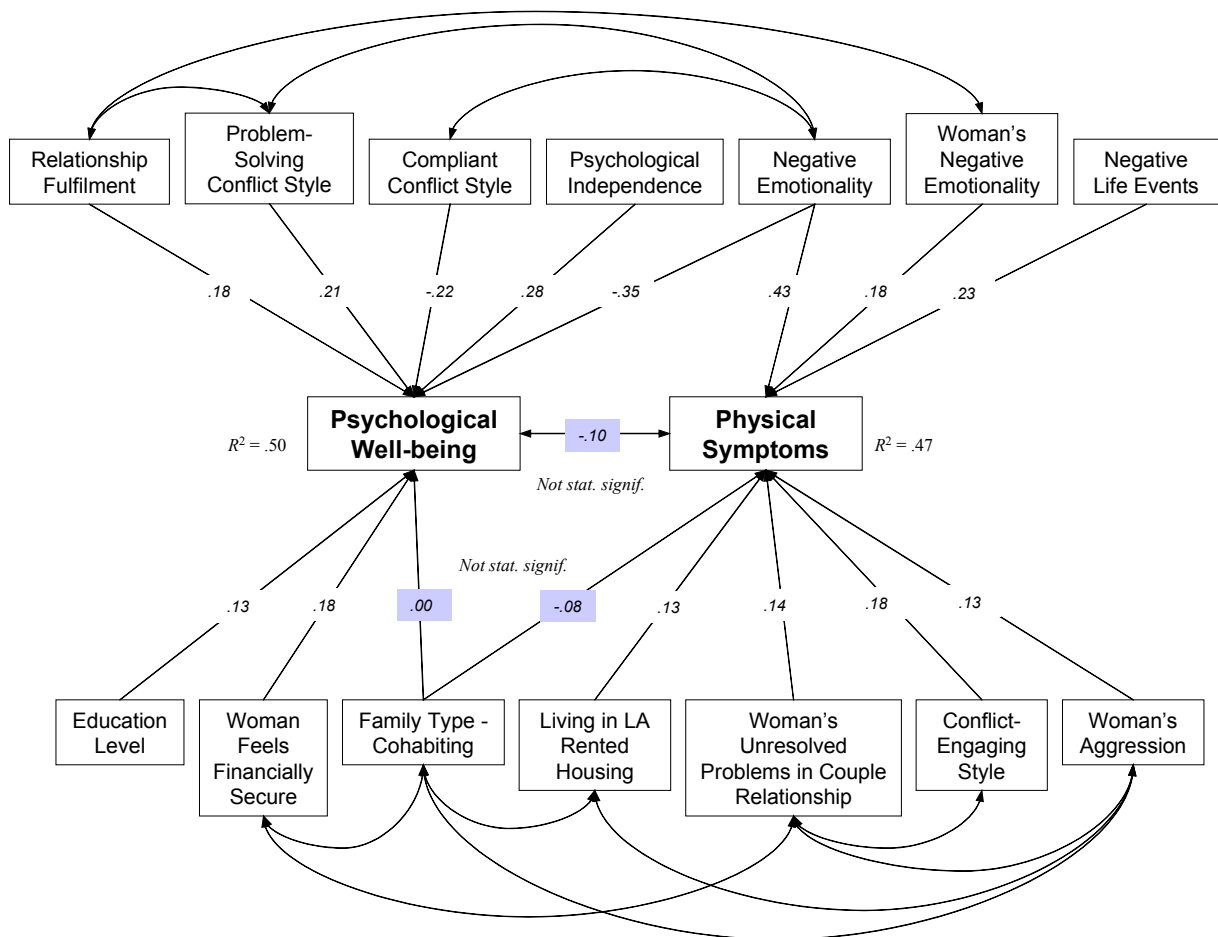 Relationship
Fulfilment
Problem-
Solving
Conflict Style
Compliant
Conflict Style
Psychological
Independence
Negative
Emotionality
Woman's
Negative
Emotionality
Negative
Life Events
.18
.21
-.22
.28
-.35
.43
.18
.23
R² = .50
Psychological
Well-being
-.10
Physical
Symptoms
R² = .47
Not stat. signif.
Not stat. signif.
.13
.18
.00
-.08
.13
.14
.18
.13
Education
Level
Woman
Feels
Financially
Secure
Family Type -
Cohabiting
Living in LA
Rented
Housing
Woman's
Unresolved
Problems in Couple
Relationship
Conflict-
Engaging
Style
Woman's
Aggression